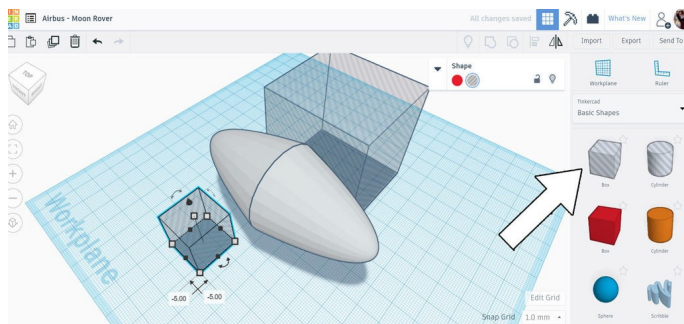 Airbus - Moon Rover
All changes saved
What's New
Import
Export
Send To
TOP
Shape
Workplane
Ruler
Tinkercad
Basic Shapes
Box
Cylinder
Box
Cylinder
Sphere
Scribble
Workplane
-5.00
-5.00
Edit Grid
Snap Grid
1.0 mm